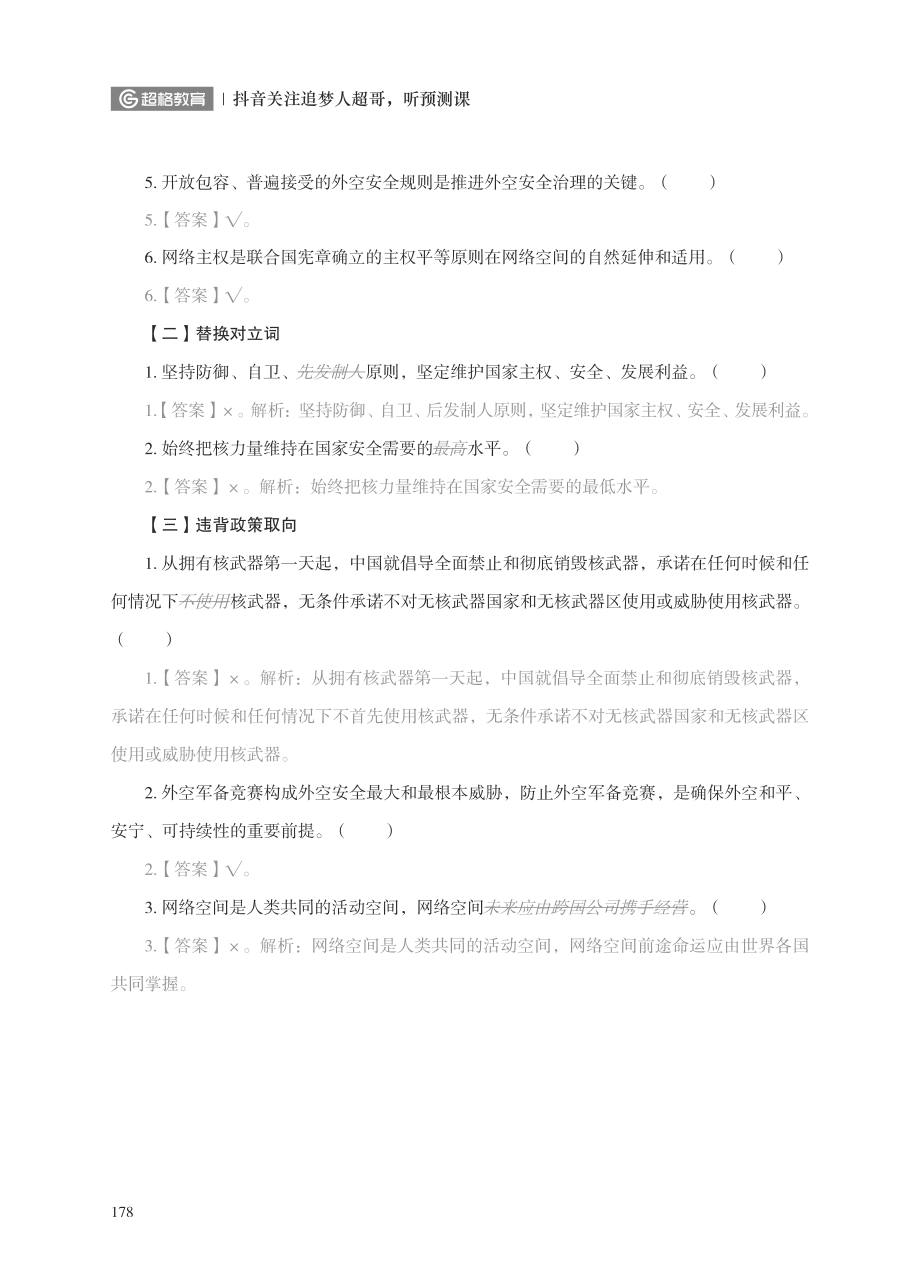 超格教育 | 抖音关注追梦人超哥，听预测课
5. 开放包容、普遍接受的外空安全规则是推进外空安全治理的关键。（　　）
5.【答案】√。
6. 网络主权是联合国宪章确立的主权平等原则在网络空间的自然延伸和适用。（　　）
6.【答案】√。
【二】替换对立词
1. 坚持防御、自卫、先发制人原则，坚定维护国家主权、安全、发展利益。（　　）
1.【答案】×。解析：坚持防御、自卫、后发制人原则，坚定维护国家主权、安全、发展利益。
2. 始终把核力量维持在国家安全需要的最高水平。（　　）
2.【答案】×。解析：始终把核力量维持在国家安全需要的最低水平。
【三】违背政策取向
1. 从拥有核武器第一天起，中国就倡导全面禁止和彻底销毁核武器，承诺在任何时候和任
何情况下不使用核武器，无条件承诺不对无核武器国家和无核武器区使用或威胁使用核武器。
（　　）
1.【答案】×。解析：从拥有核武器第一天起，中国就倡导全面禁止和彻底销毁核武器，
承诺在任何时候和任何情况下不首先使用核武器，无条件承诺不对无核武器国家和无核武器区
使用或威胁使用核武器。
2. 外空军备竞赛构成外空安全最大和最根本威胁，防止外空军备竞赛，是确保外空和平、
安宁、可持续性的重要前提。（　　）
2.【答案】√。
3. 网络空间是人类共同的活动空间，网络空间未来应由跨国公司携手经营。（　　）
3.【答案】×。解析：网络空间是人类共同的活动空间，网络空间前途命运应由世界各国
共同掌握。
178